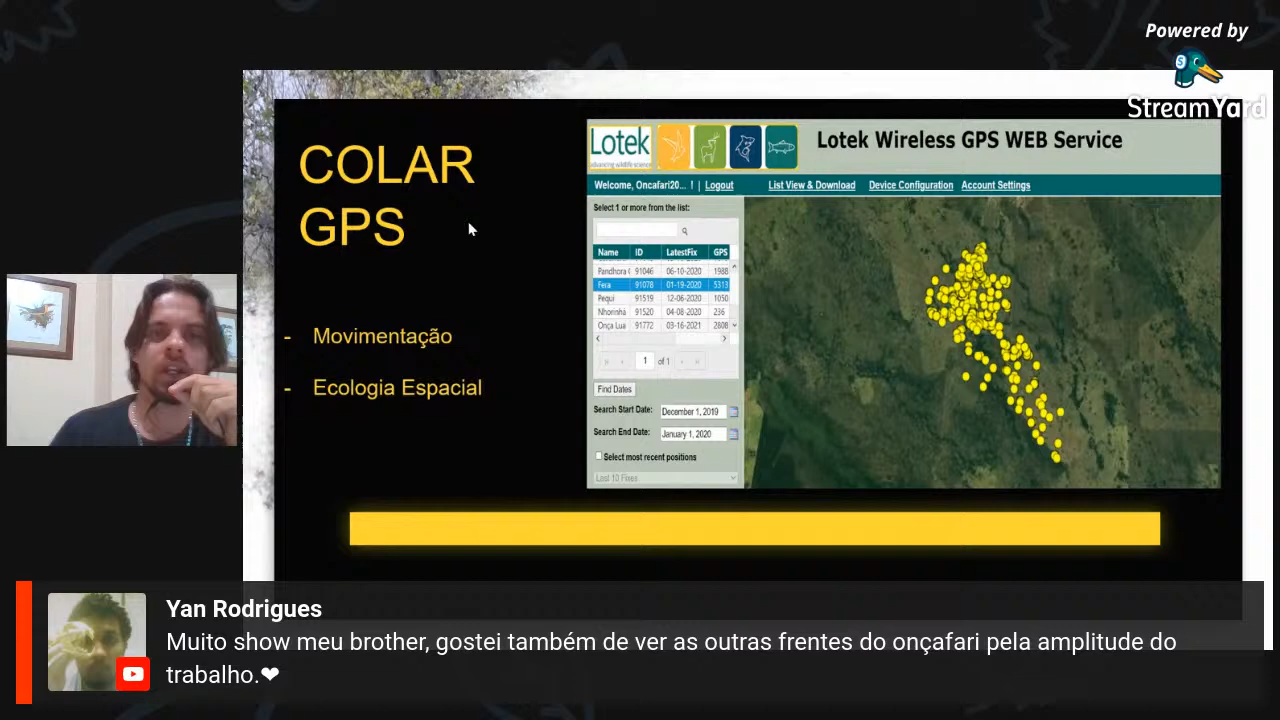 Powered by
StreamYard
COLAR
GPS
- Movimentação
- Ecologia Espacial
Lotek
advancing wildlife science
Lotek Wireless GPS WEB Service
Welcome, Oncafari20... ! | Logout
List View & Download Device Configuration Account Settings
Select 1 or more from the list:
Name ID LatestFix GPS
Pandhora ( 91046 06-10-2020 1988
Fera 91078 01-19-2020 5313
Pequi 91519 12-06-2020 1050
Nhorinhá 91520 04-08-2020 236
Onça Lua 91772 03-16-2021 2808
1 of 1
Find Dates
Search Start Date: December 1, 2019
Search End Date: January 1, 2020
Select most recent positions
Last 10 Fixes
Yan Rodrigues
Muito show meu brother, gostei também de ver as outras frentes do onçafari pela amplitude do
trabalho.❤